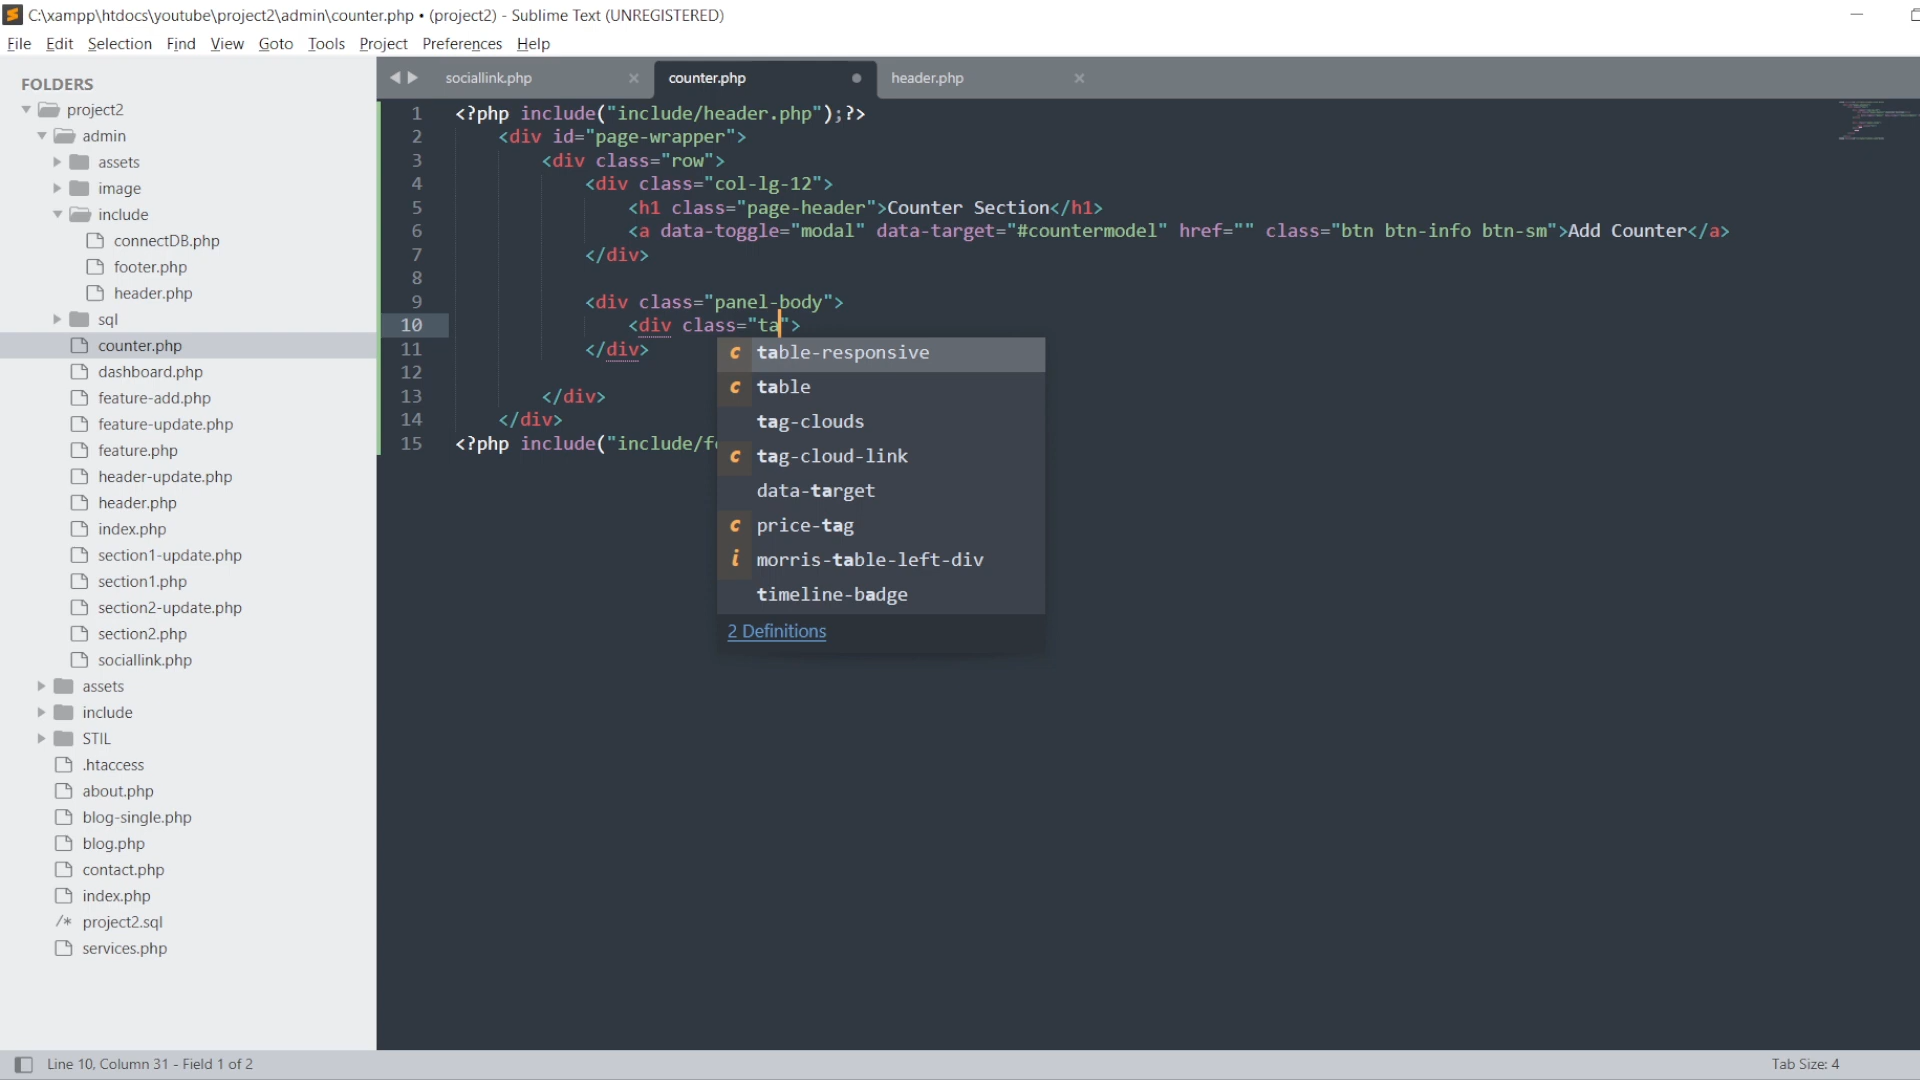 C:\xampp\htdocs\youtube\project2\admin\counter.php • (project2) - Sublime Text (UNREGISTERED)
File Edit Selection Find View Goto Tools Project Preferences Help
FOLDERS
project2
admin
assets
image
include
connectDB.php
footer.php
header.php
sql
counter.php
dashboard.php
feature-add.php
feature-update.php
feature.php
header-update.php
header.php
index.php
section1-update.php
section1.php
section2-update.php
section2.php
sociallink.php
assets
include
STIL
.htaccess
about.php
blog-single.php
blog.php
contact.php
index.php
/* project2.sql
services.php
sociallink.php × counter.php • header.php ×
1 <?php include("include/header.php");?>
2 <div id="page-wrapper">
3 <div class="row">
4 <div class="col-lg-12">
5 <h1 class="page-header">Counter Section</h1>
6 <a data-toggle="modal" data-target="#countermodel" href="" class="btn btn-info btn-sm">Add Counter</a>
7 </div>
8
9 <div class="panel-body">
10 <div class="ta">
11 </div>
12
13 </div>
14 </div>
15 <?php include("include/fo
c table-responsive
c table
tag-clouds
c tag-cloud-link
data-target
c price-tag
i morris-table-left-div
timeline-badge
2 Definitions
Line 10, Column 31 - Field 1 of 2
Tab Size: 4